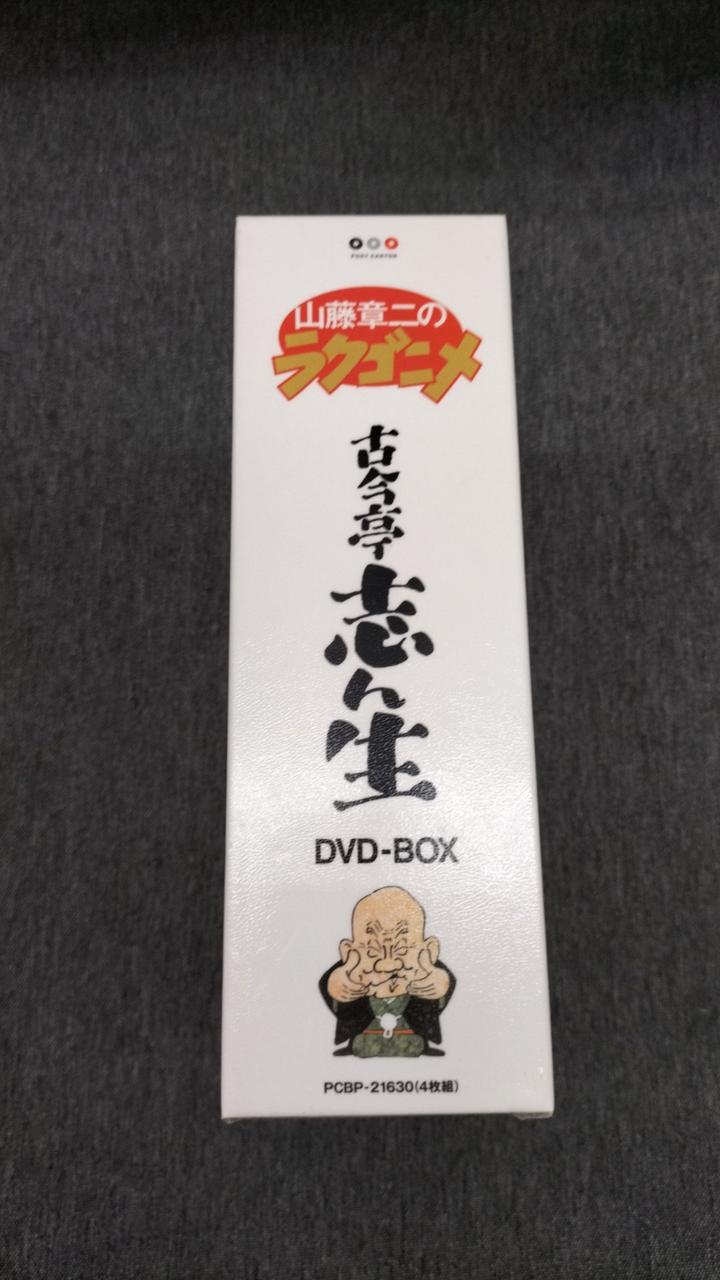 PONY CANYON
山藤章二の
ラクゴニメ
古今亭
志ん生
DVD-BOX
PCBP-21630(4枚組)